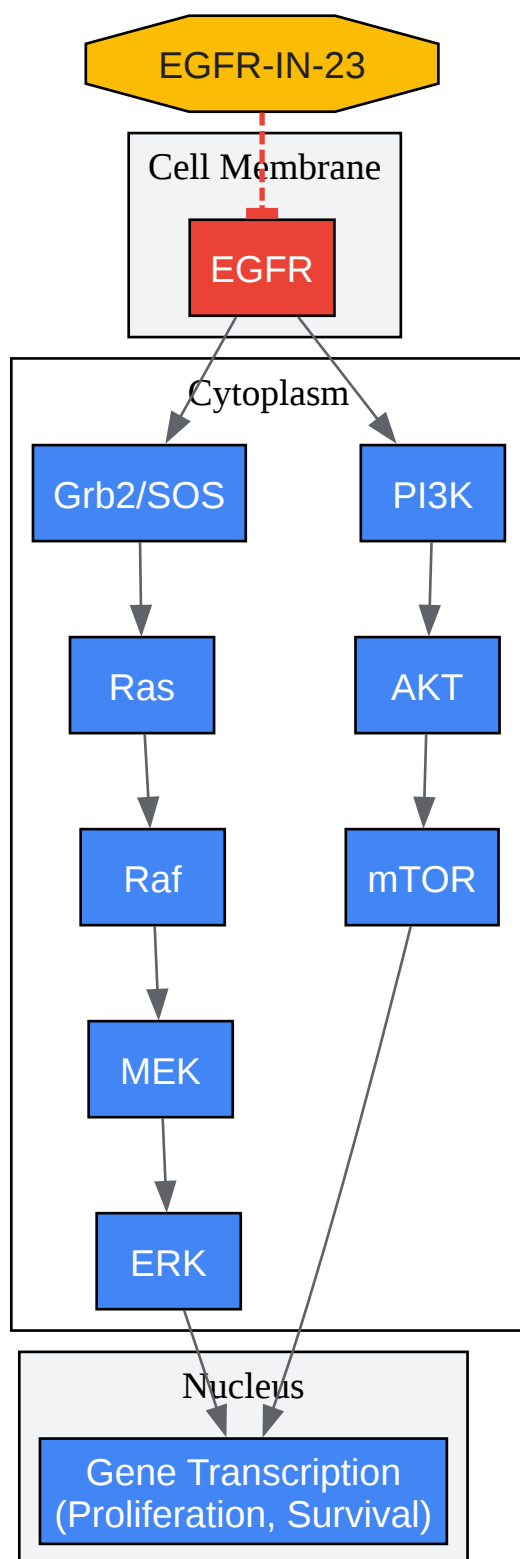 EGFR-IN-23
Cell Membrane
EGFR
Cytoplasm
Grb2/SOS
PI3K
Ras
AKT
Raf
mTOR
MEK
ERK
Nucleus
Gene Transcription
(Proliferation, Survival)